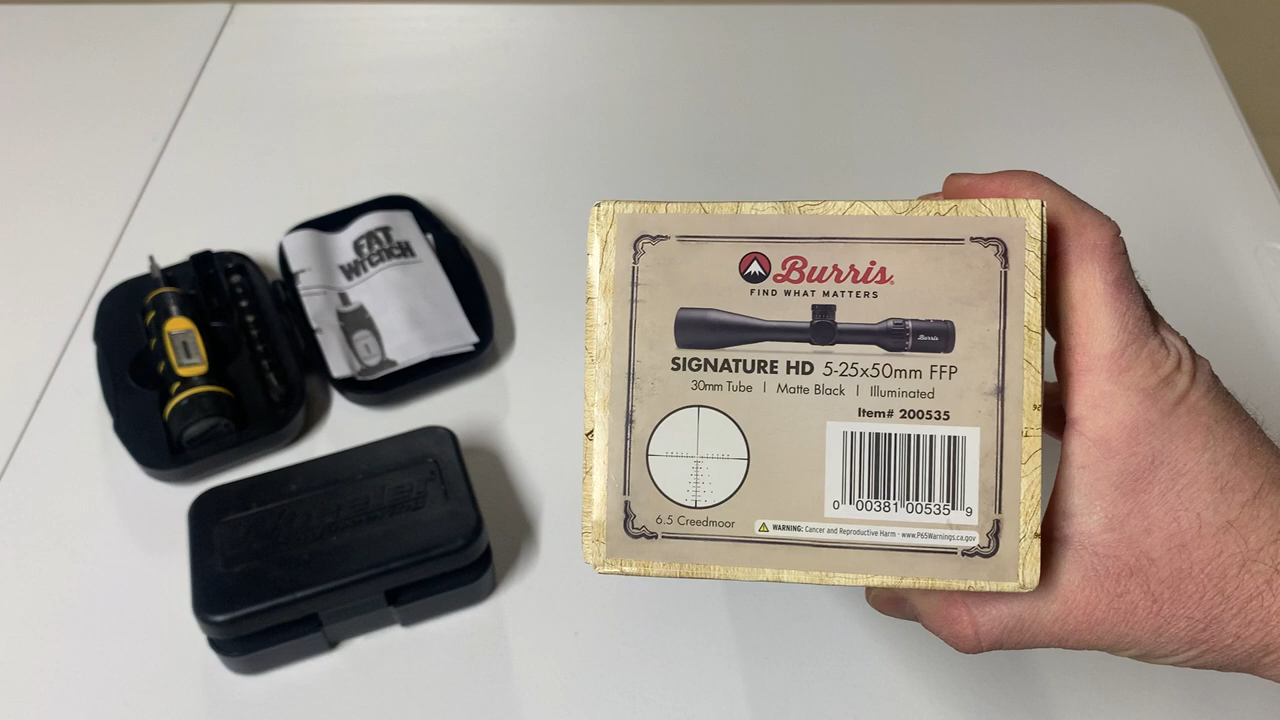 FAT
WRENCH
Burris
FIND WHAT MATTERS
Burris
SIGNATURE HD 5-25x50mm FFP
30mm Tube | Matte Black | Illuminated
Item# 200535
0 00381 00535 9
6.5 Creedmoor
WARNING: Cancer and Reproductive Harm - www.P65Warnings.ca.gov